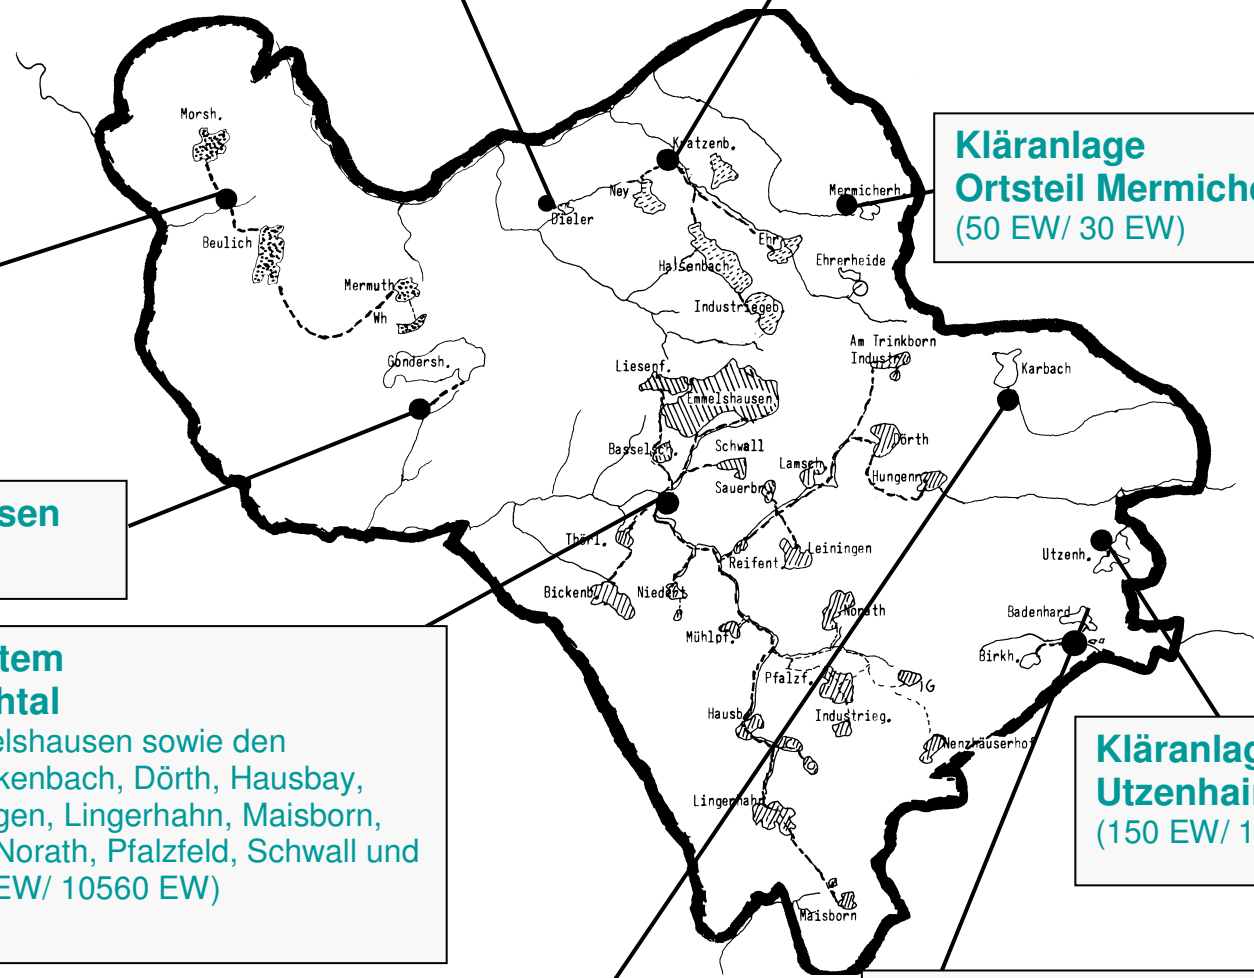 Morsh.
Kratzenb.
Kläranlage
Ortsteil Mermiche
(50 EW/ 30 EW)
Ney
Mermicherh.
Dieler
Beulich
Ehr
Halsenbach
Ehrerheide
Mermuth
Industriegeb.
Wh
Am Trinkborn
Industr.
Gondersh.
Liesenf.
Karbach
Emmelshausen
Dörth
Basselsch.
Schwall
Lamsch.
Hungenr.
Sauerbr.
sen
Thörl.
Leiningen
Reifent.
Utzenh.
Bickenb.
Niedert.
Norath
Badenhard
Mühlpf.
Birkh.
tem
htal
elshausen sowie den
kenbach, Dörth, Hausbay,
gen, Lingerhahn, Maisborn,
Norath, Pfalzfeld, Schwall und
EW/ 10560 EW)
Pfalzf.
IG
Hausb.
Industrieg.
Nenzhäuserhof
Kläranlag
Utzenhai
(150 EW/ 1
Lingerhahn
Maisborn